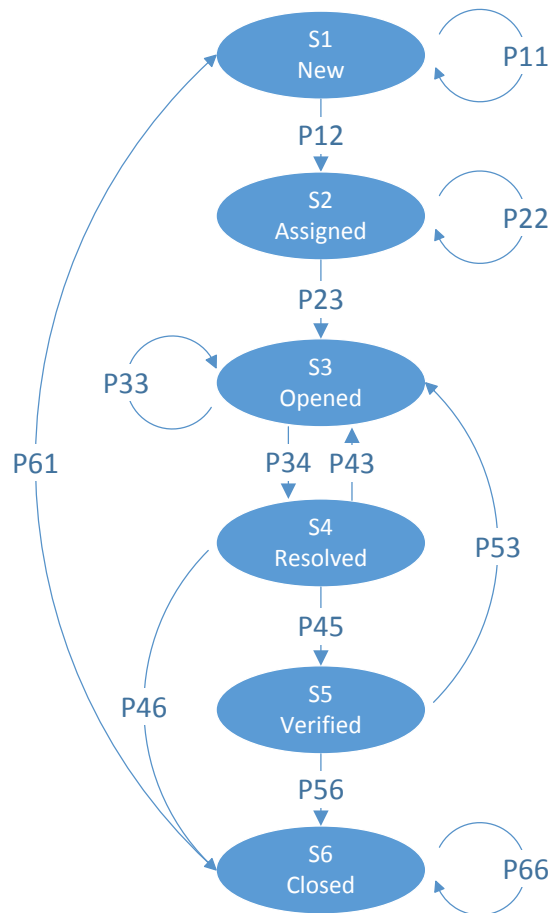 S1
New
P11
P12
S2
Assigned
P22
P23
S3
Opened
P33
P61
P34
P43
S4
Resolved
P53
P45
S5
Verified
P46
P56
S6
Closed
P66